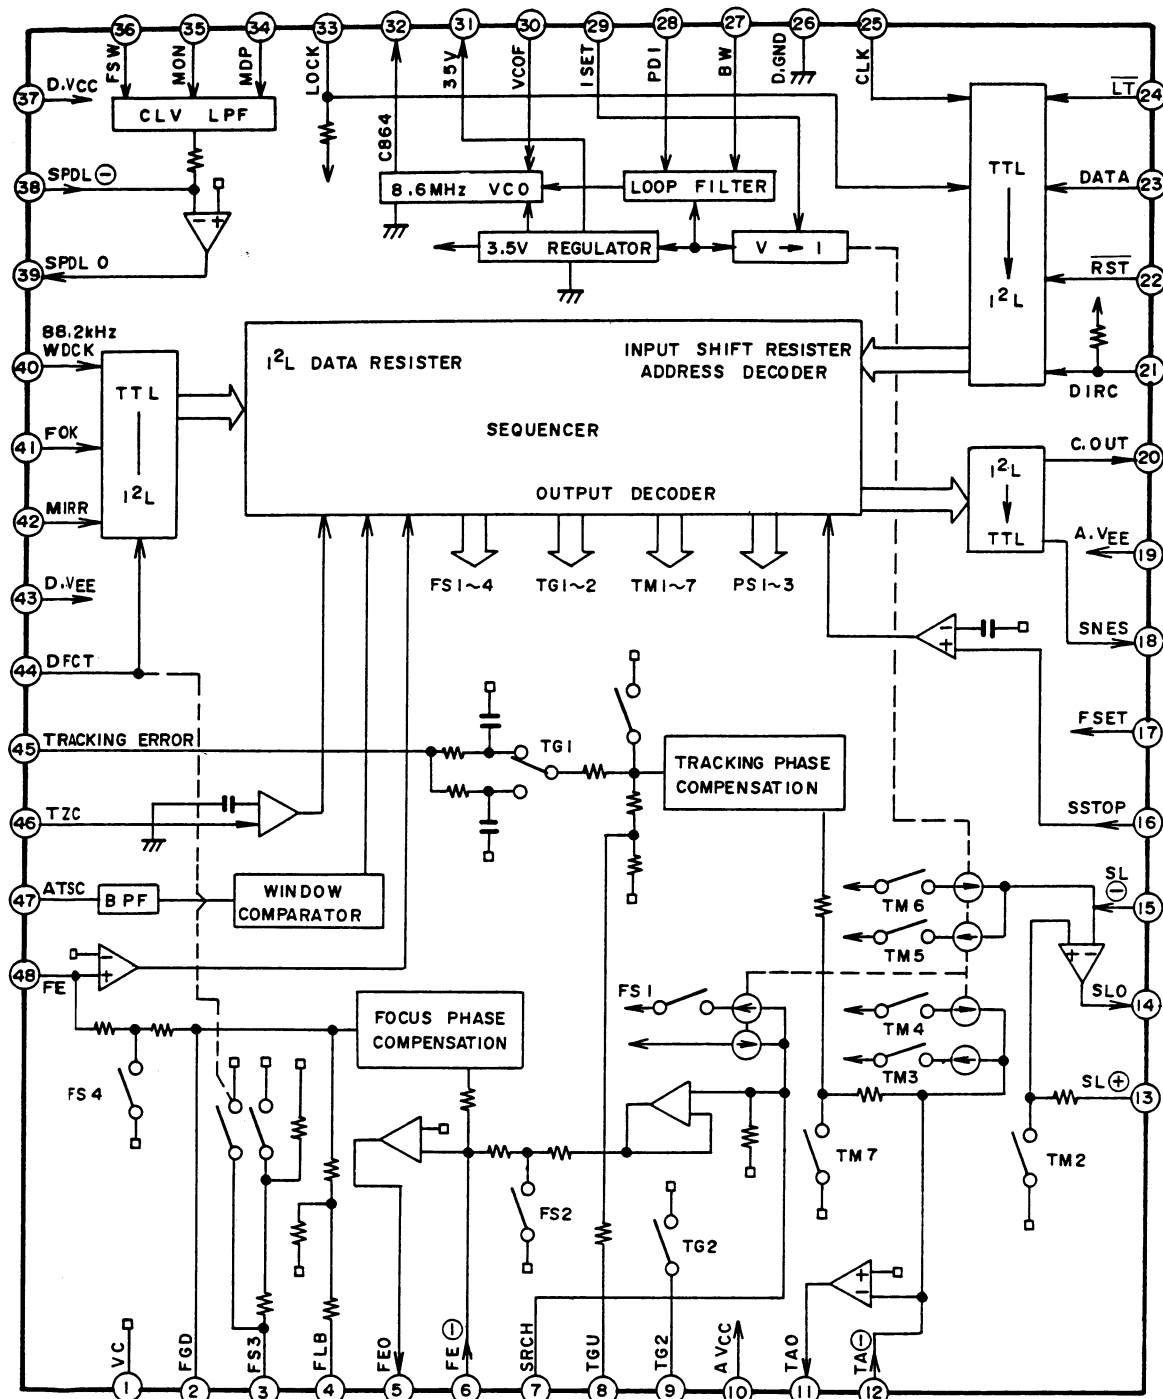 36 35 34 33 32 31 30 29 28 27 26 25
FSW MON MDP LOCK C864 3.5V VCOF ISET PDI BW D.GND CLK
37 D.VCC
CLV LPF
LT 24
38 SPDL ⊖
- +
8.6MHz VCO
LOOP FILTER
TTL
I²L
DATA 23
39 SPDL O
3.5V REGULATOR
V → I
RST 22
88.2kHz
40 WDCK
TTL
I²L
I²L DATA RESISTER
INPUT SHIFT RESISTER
ADDRESS DECODER
DIRC 21
41 FOK
SEQUENCER
I²L
TTL
C.OUT 20
42 MIRR
OUTPUT DECODER
A.VEE 19
43 D.VEE
FS1~4 TG1~2 TM1~7 PS1~3
- +
SNES 18
44 DFCT
FSET 17
45 TRACKING ERROR
TG1
TRACKING PHASE
COMPENSATION
46 TZC
SSTOP 16
47 ATSC
BPF
WINDOW
COMPARATOR
TM6
SL
⊖ 15
TM5
+ -
48 FE
- +
FS1
SLO 14
TM4
FOCUS PHASE
COMPENSATION
TM3
FS4
SL⊕ 13
TM7
TM2
FS2
TG2
+
-
VC FGD FS3 FLB FEO FE⊖ SRCH TGU TG2 AVCC TAO TA⊖
1 2 3 4 5 6 7 8 9 10 11 12